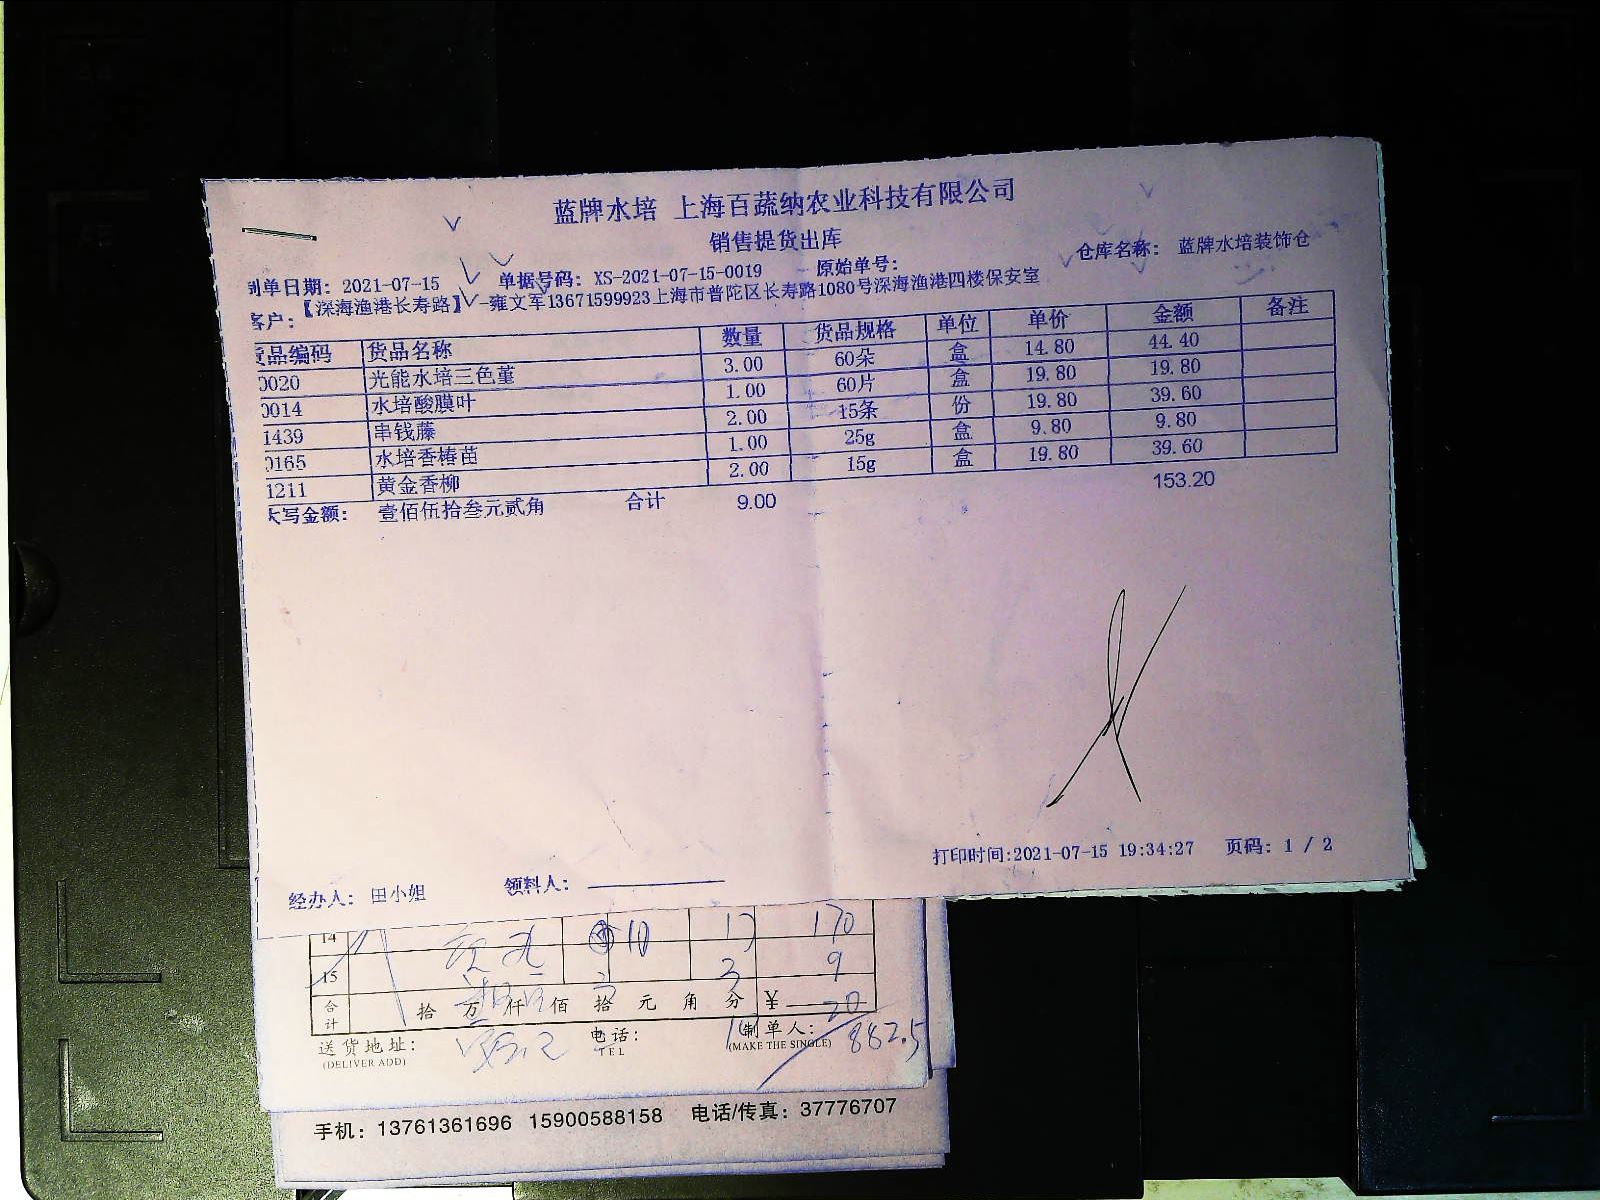 蓝牌水培 上海百蔬纳农业科技有限公司
销售提货出库
制单日期: 2021-07-15 单据号码: XS-2021-07-15-0019 原始单号: 仓库名称: 蓝牌水培装饰仓
客户: 【深海渔港长寿路】-雍文军13671599923上海市普陀区长寿路1080号深海渔港四楼保安室
货品编码 货品名称 数量 货品规格 单位 单价 金额 备注
0020 光能水培三色堇 3.00 60朵 盒 14.80 44.40
0014 水培酸膜叶 1.00 60片 盒 19.80 19.80
1439 串钱藤 2.00 15条 份 19.80 39.60
0165 水培香椿苗 1.00 25g 盒 9.80 9.80
1211 黄金香柳 2.00 15g 盒 19.80 39.60
大写金额: 壹佰伍拾叁元贰角 合计 9.00 153.20
打印时间:2021-07-15 19:34:27 页码: 1 / 2
经办人: 田小姐 领料人:
14 10 17 170
15 3 9
合计 拾 万 仟 佰 拾 元 角 分 ¥ 20
送货地址: 电话: 制单人: 882.5
(DELIVER ADD) TEL (MAKE THE SINGLE)
手机: 13761361696 15900588158 电话/传真: 37776707